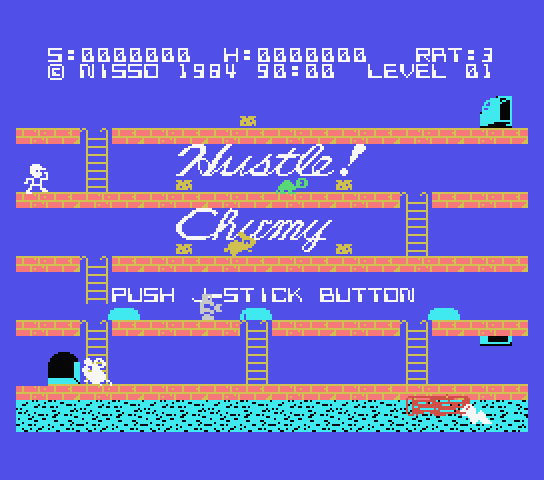 S:0000000 H:0000000 RAT:3
© NISSO 1984 90:00 LEVEL 01
Hustle!
Chumy
PUSH J-STICK BUTTON